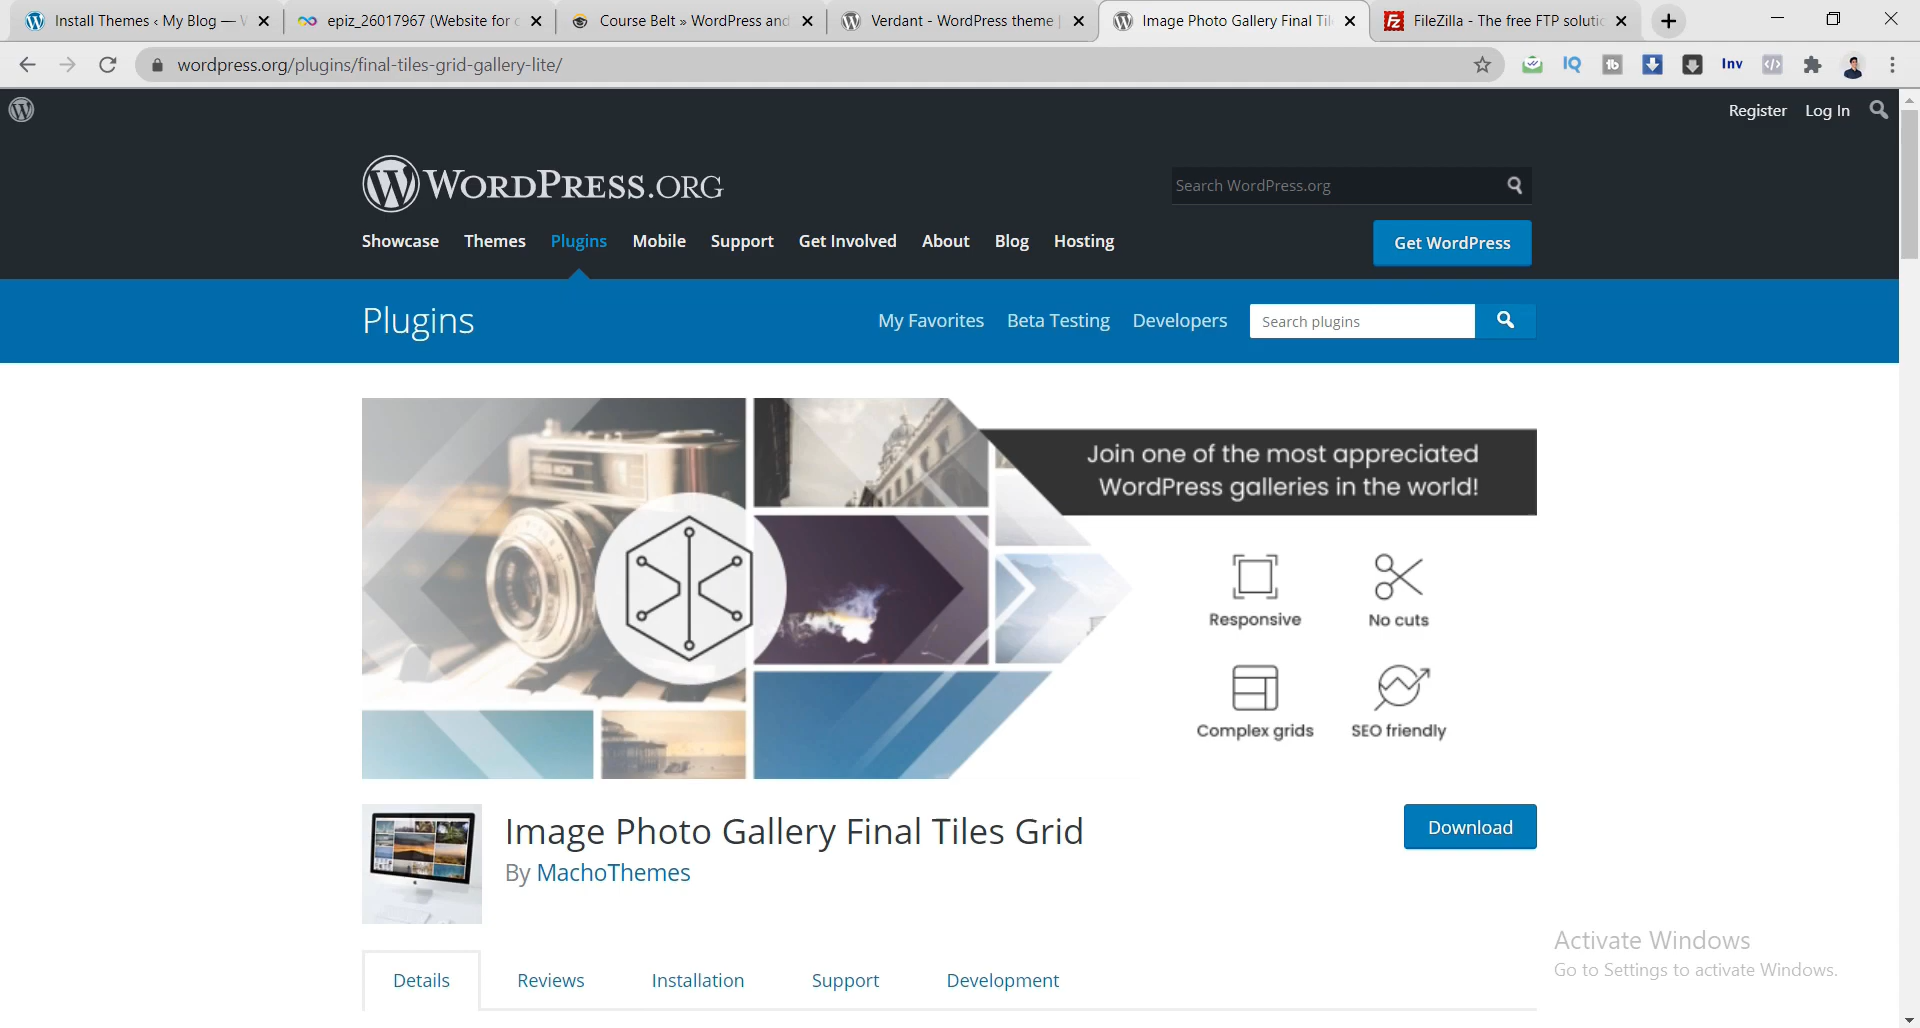 Install Themes ‹ My Blog —
epiz_26017967 (Website for
Course Belt » WordPress and
Verdant - WordPress theme
Image Photo Gallery Final
FileZilla - The free FTP
wordpress.org/plugins/final-tiles-grid-gallery-lite/
IQ
tb
Inv
Register Log In
WORDPRESS.ORG
Search WordPress.org
Showcase Themes Plugins Mobile Support Get Involved About Blog Hosting
Get WordPress
Plugins
My Favorites Beta Testing Developers
Search plugins
Join one of the most appreciated
WordPress galleries in the world!
Responsive
No cuts
Complex grids
SEO friendly
Image Photo Gallery Final Tiles Grid
By MachoThemes
Download
Details Reviews Installation Support Development
Activate Windows
Go to Settings to activate Windows.